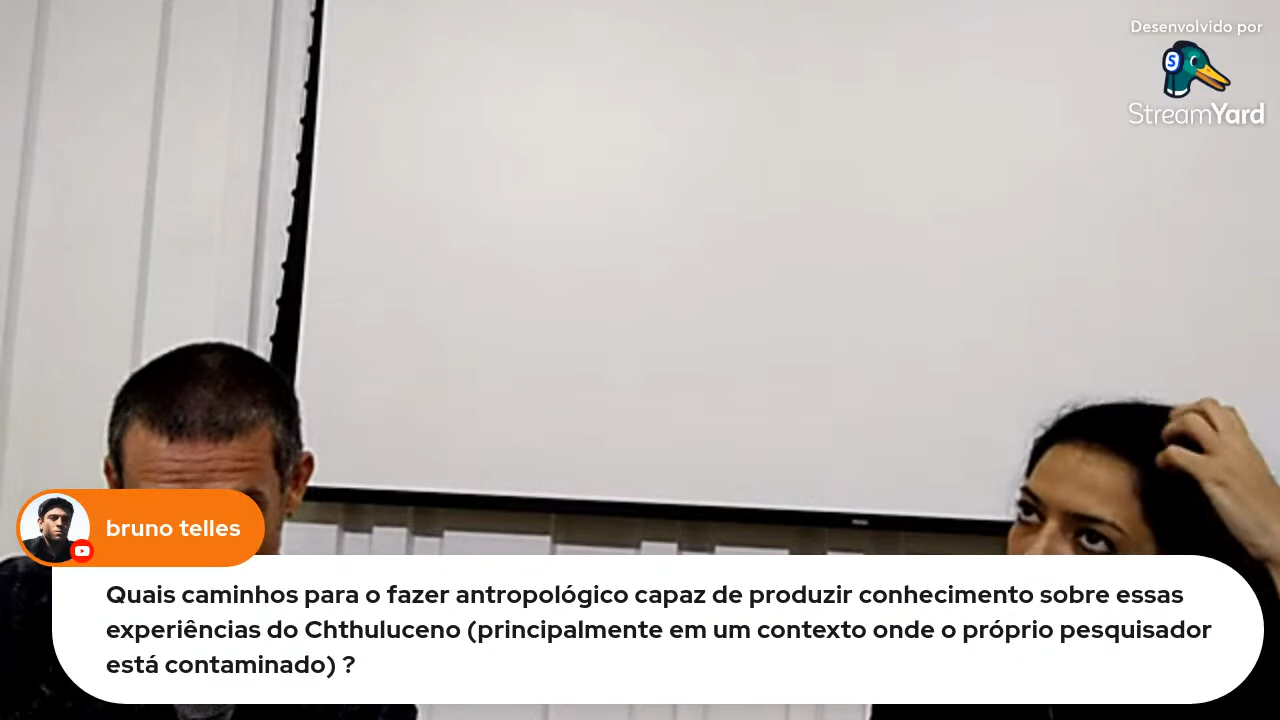 Desenvolvido por
S
StreamYard
bruno telles
Quais caminhos para o fazer antropológico capaz de produzir conhecimento sobre essas
experiências do Chthuluceno (principalmente em um contexto onde o próprio pesquisador
está contaminado) ?